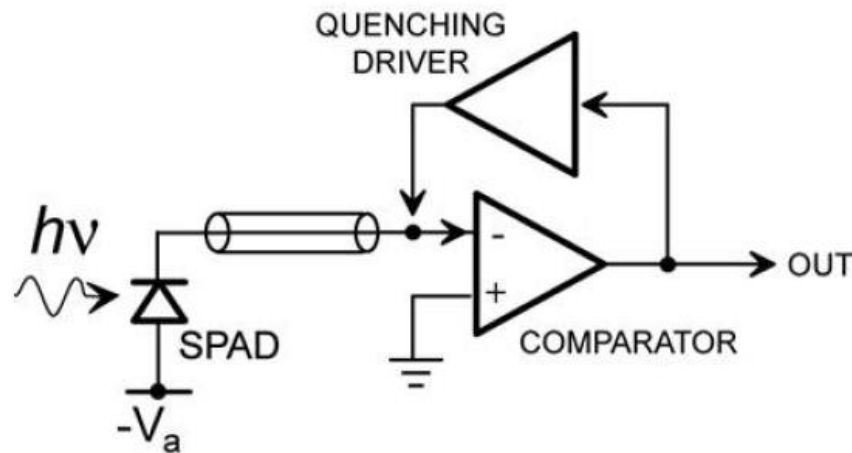 QUENCHING
DRIVER
hν
-
+
OUT
SPAD
COMPARATOR
-Vₐ